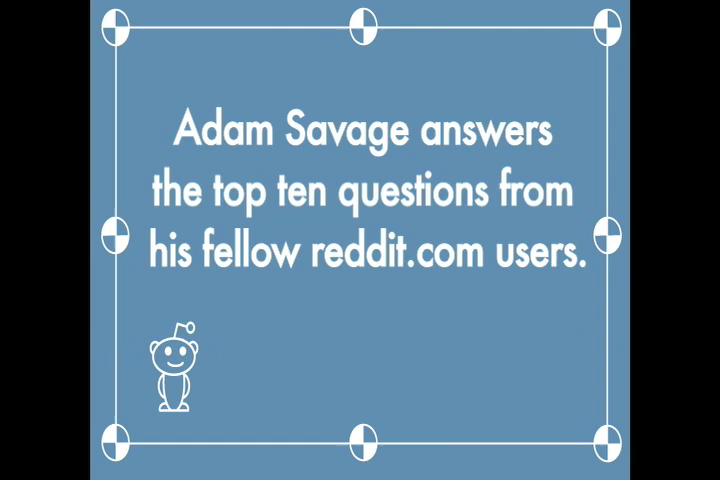 Adam Savage answers
the top ten questions from
his fellow reddit.com users.